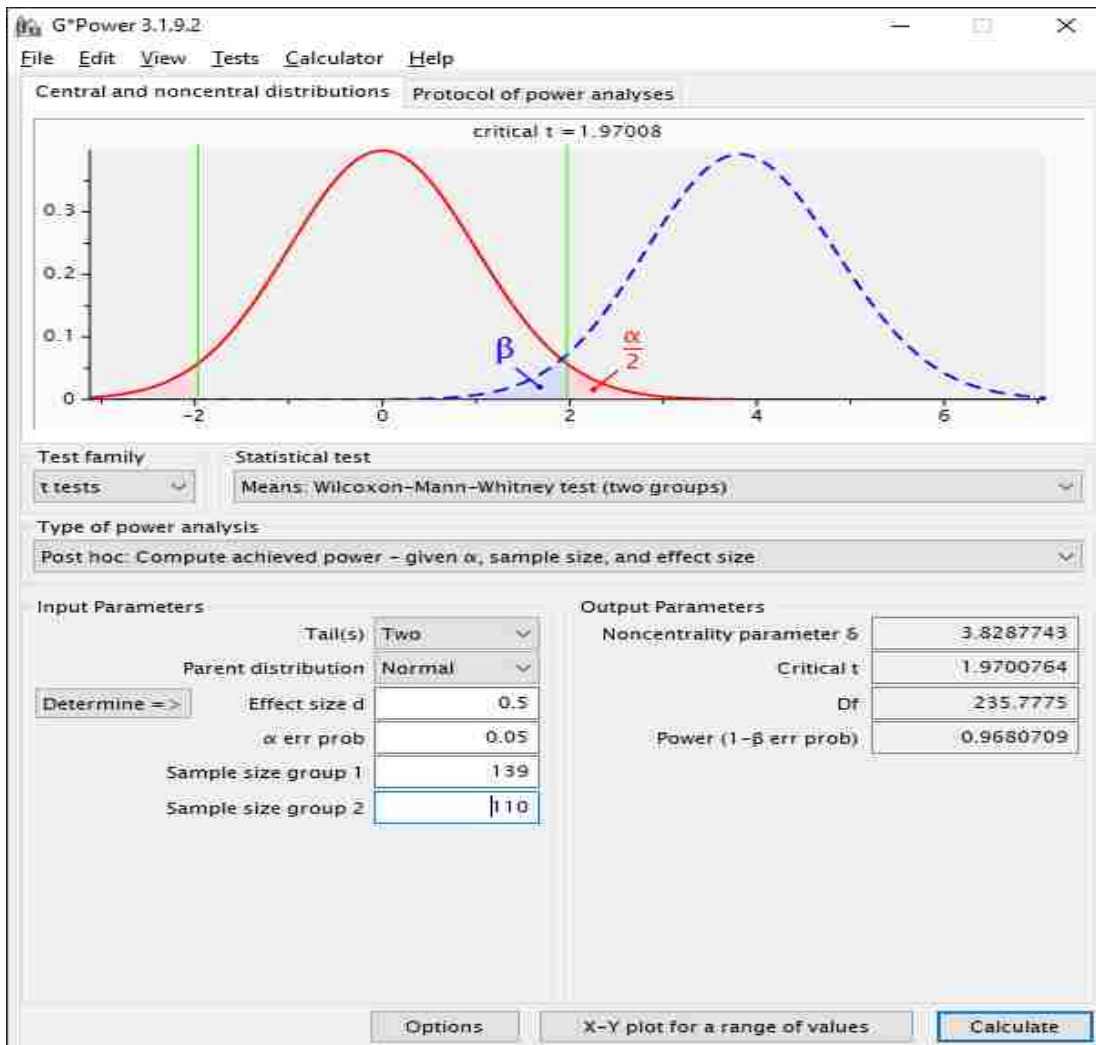 G*Power 3.1.9.2
File Edit View Tests Calculator Help
Central and noncentral distributions Protocol of power analyses
critical t = 1.97008
0.3
0.2
0.1
0
β
α
2
-2 0 2 4 6
Test family Statistical test
t tests Means: Wilcoxon-Mann-Whitney test (two groups)
Type of power analysis
Post hoc: Compute achieved power - given α, sample size, and effect size
Input Parameters Output Parameters
Tail(s) Two Noncentrality parameter δ 3.8287743
Parent distribution Normal Critical t 1.9700764
Determine => Effect size d 0.5 Df 235.7775
α err prob 0.05 Power (1-β err prob) 0.9680709
Sample size group 1 139
Sample size group 2 110
Options X-Y plot for a range of values Calculate